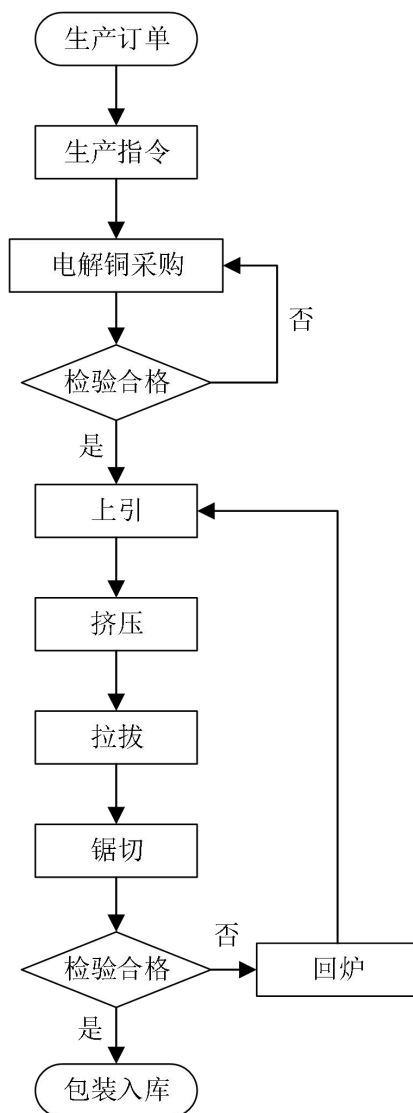 生产订单
生产指令
电解铜采购
否
检验合格
是
上引
挤压
拉拔
锯切
否
检验合格
回炉
是
包装入库